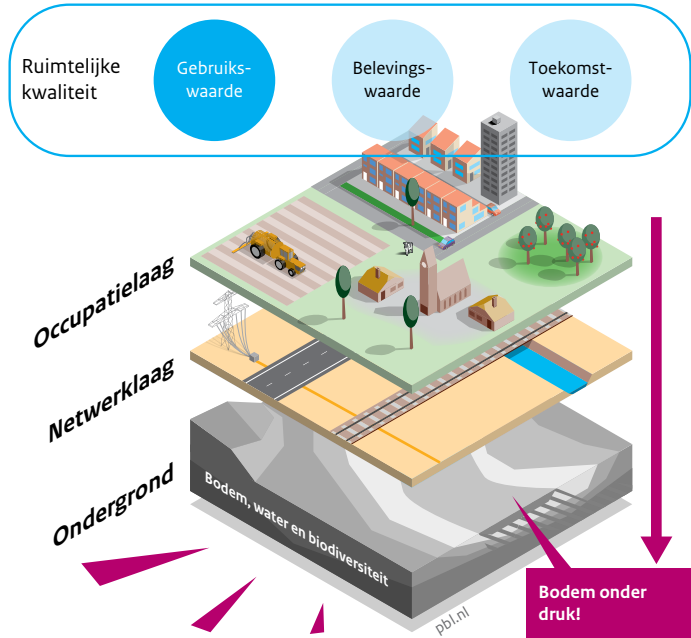 Ruimtelijke
kwaliteit
Gebruiks-
waarde
Belevings-
waarde
Toekomst-
waarde
Occupatielaag
Netwerklaag
Ondergrond
Bodem, water en biodiversiteit
Bodem onder
druk!
pbl.nl